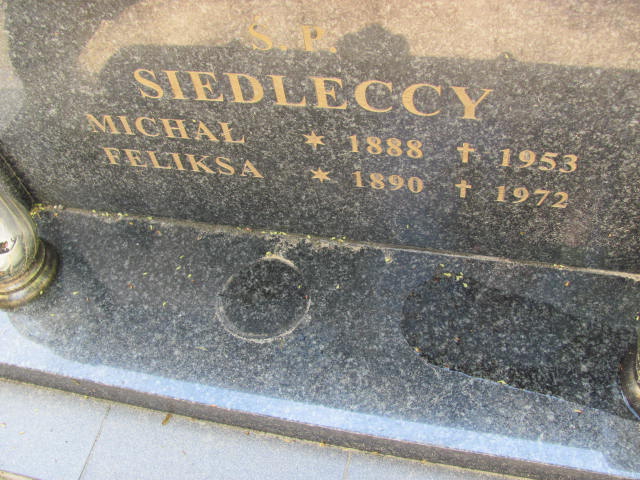 Ś.P.
SIEDLECCY
MICHAŁ * 1888 ✝ 1953
FELIKSA * 1890 ✝ 1972